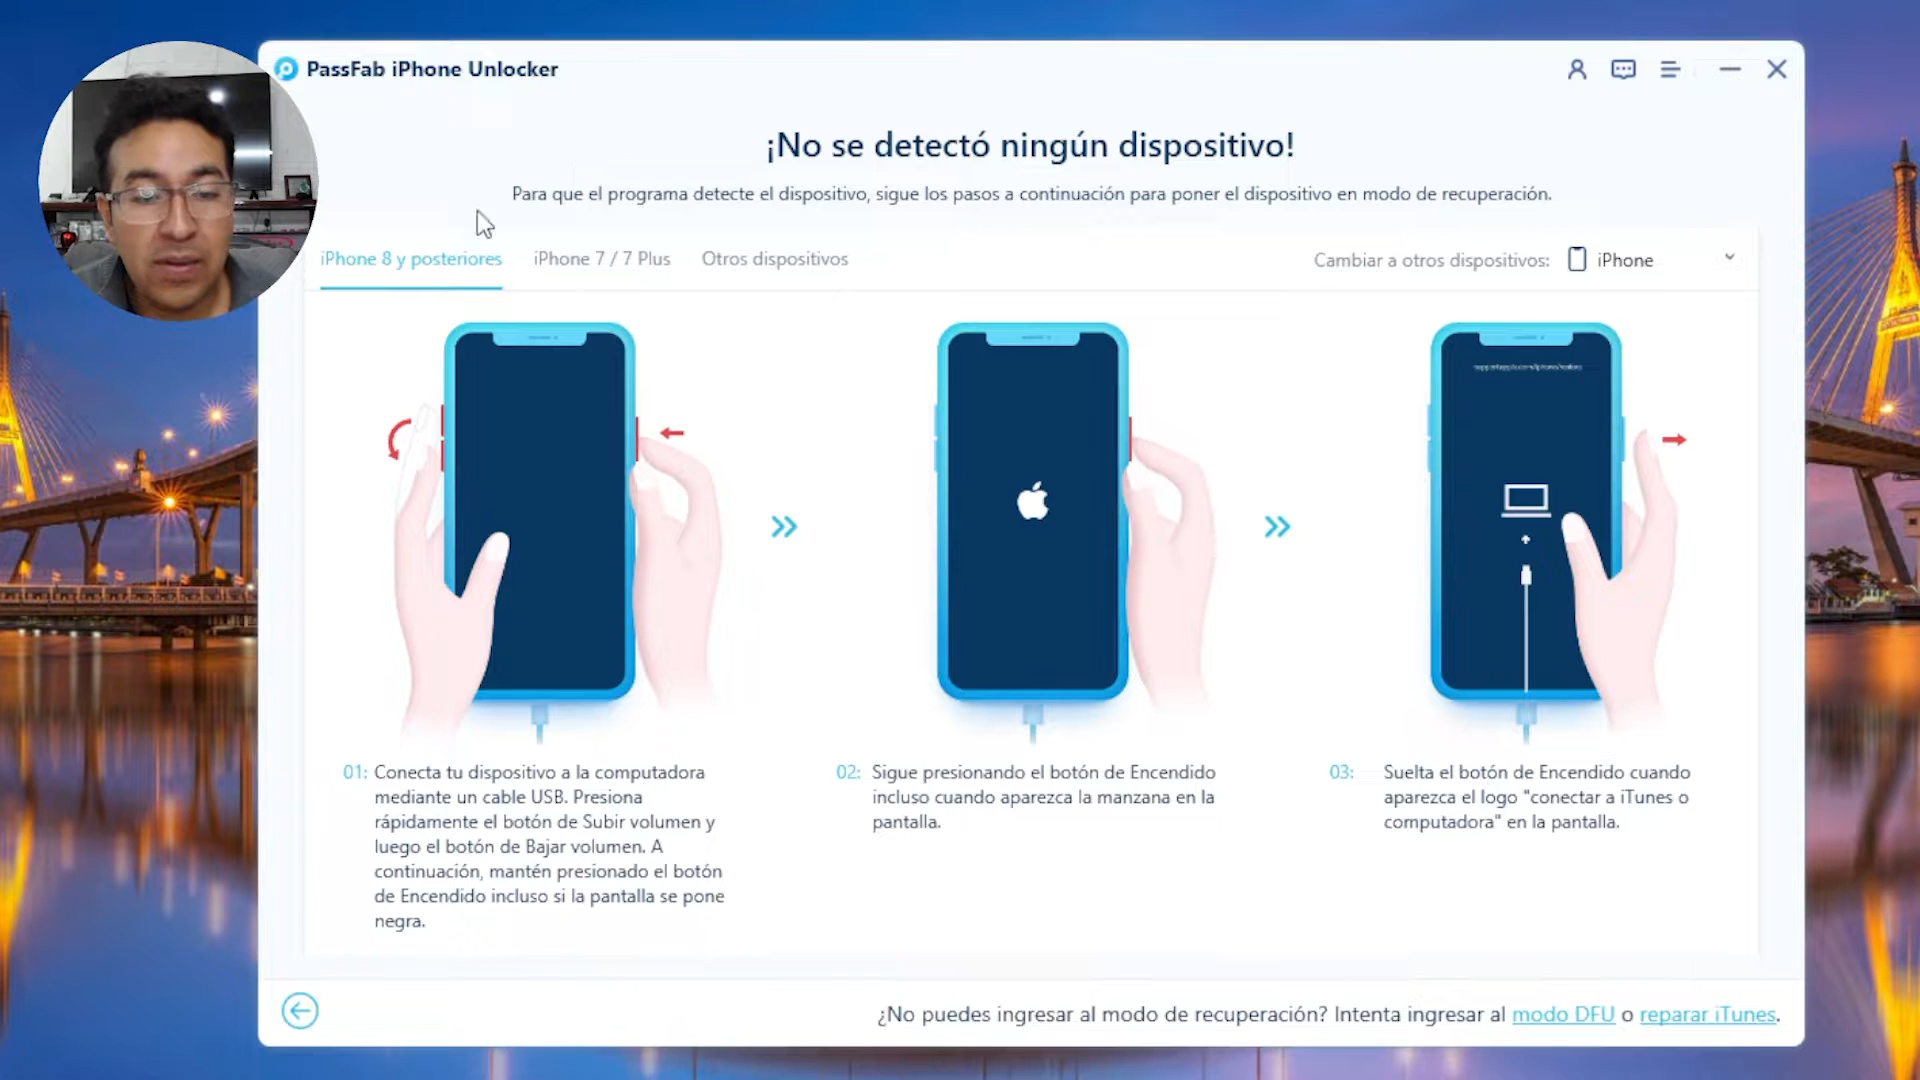 PassFab iPhone Unlocker
¡No se detectó ningún dispositivo!
Para que el programa detecte el dispositivo, sigue los pasos a continuación para poner el dispositivo en modo de recuperación.
iPhone 8 y posteriores
iPhone 7 / 7 Plus
Otros dispositivos
Cambiar a otros dispositivos:
iPhone
01: Conecta tu dispositivo a la computadora
mediante un cable USB. Presiona
rápidamente el botón de Subir volumen y
luego el botón de Bajar volumen. A
continuación, mantén presionado el botón
de Encendido incluso si la pantalla se pone
negra.
02: Sigue presionando el botón de Encendido
incluso cuando aparezca la manzana en la
pantalla.
03: Suelta el botón de Encendido cuando
aparezca el logo "conectar a iTunes o
computadora" en la pantalla.
¿No puedes ingresar al modo de recuperación? Intenta ingresar al modo DFU o reparar iTunes.